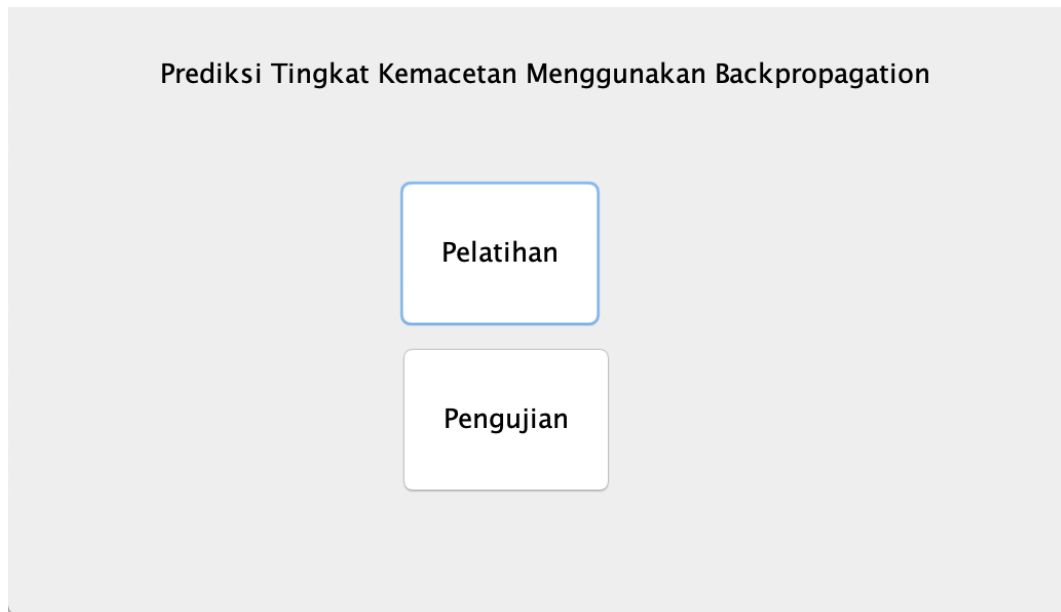 Prediksi Tingkat Kemacetan Menggunakan Backpropagation
Pelatihan
Pengujian